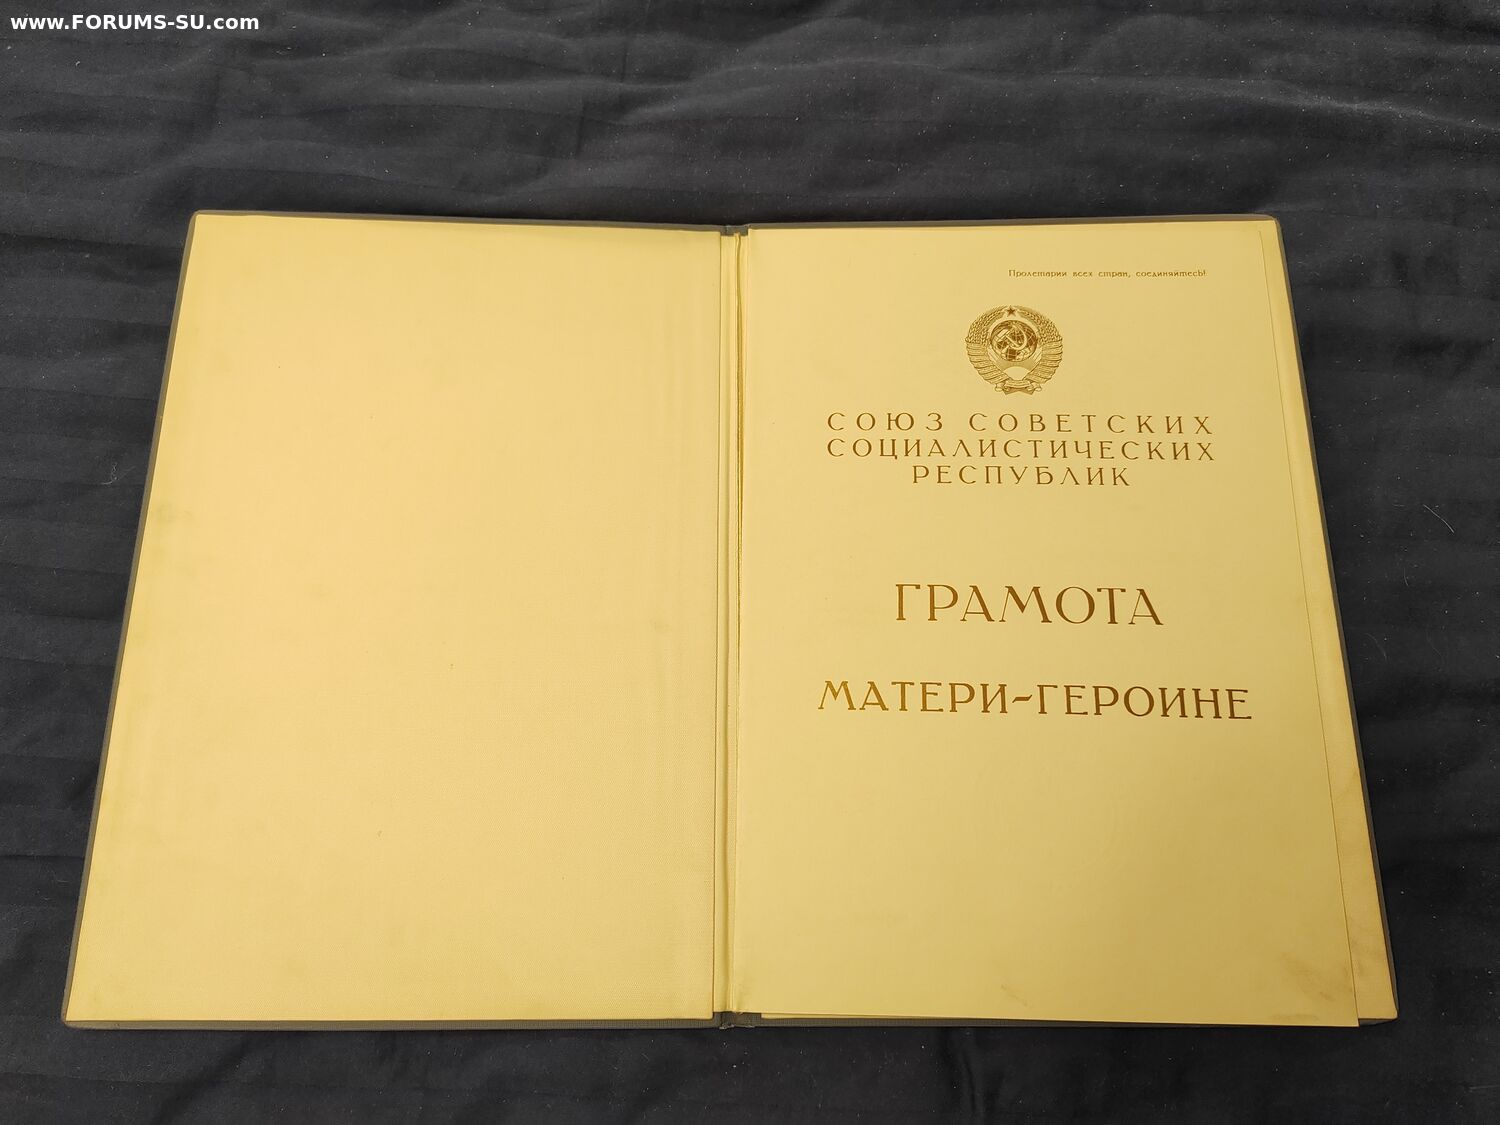 www.FORUMS-SU.com
Пролетарии всех стран, соединяйтесь!
СОЮЗ СОВЕТСКИХ
СОЦИАЛИСТИЧЕСКИХ
РЕСПУБЛИК
ГРАМОТА
МАТЕРИ-ГЕРОИНЕ